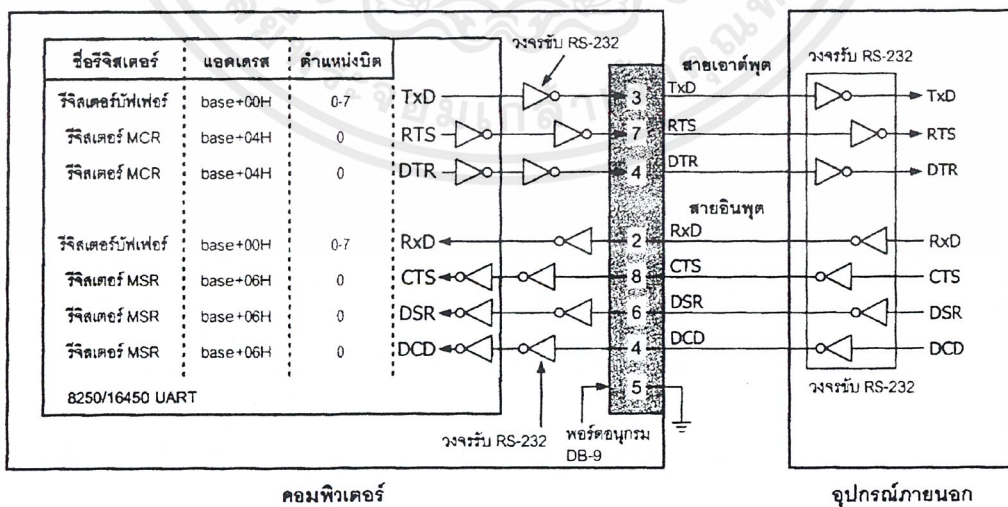 วงจรขับ RS-232
ชื่อรีจิสเตอร์ แอดเดรส ตำแหน่งบิต
สายเอาต์พุต
วงจรรับ RS-232
รีจิสเตอร์บัฟเฟอร์ base+00H 0-7 TxD 3 TxD TxD
รีจิสเตอร์ MCR base+04H 0 RTS 7 RTS RTS
รีจิสเตอร์ MCR base+04H 0 DTR 4 DTR DTR
สายอินพุต
รีจิสเตอร์บัฟเฟอร์ base+00H 0-7 RxD 2 RxD RxD
รีจิสเตอร์ MSR base+06H 0 CTS 8 CTS CTS
รีจิสเตอร์ MSR base+06H 0 DSR 6 DSR
รีจิสเตอร์ MSR base+06H 0 DCD 4 DCD DCD
8250/16450 UART 5
วงจรขับ RS-232
วงจรรับ RS-232
พอร์ตอนุกรม
DB-9
คอมพิวเตอร์
อุปกรณ์ภายนอก